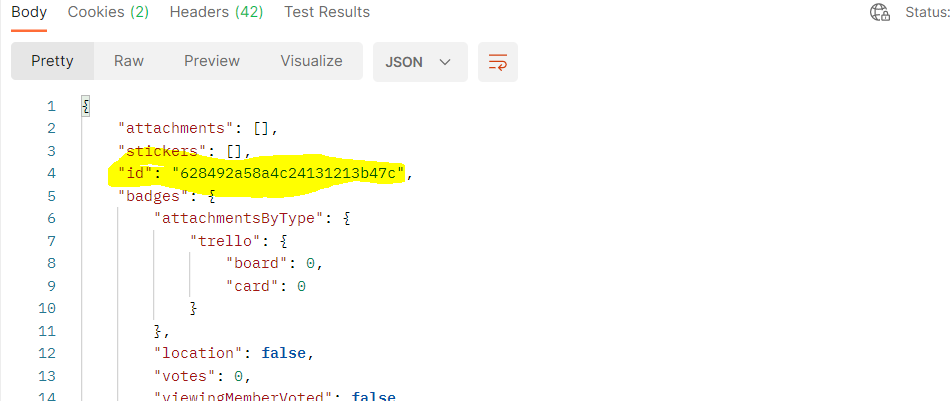 Body Cookies (2) Headers (42) Test Results Status:
Pretty Raw Preview Visualize JSON
1 {
2 "attachments": [],
3 "stickers": [],
4 "id": "628492a58a4c24131213b47c",
5 "badges": {
6 "attachmentsByType": {
7 "trello": {
8 "board": 0,
9 "card": 0
10 }
11 },
12 "location": false,
13 "votes": 0,
14 "viewingMemberVoted": false